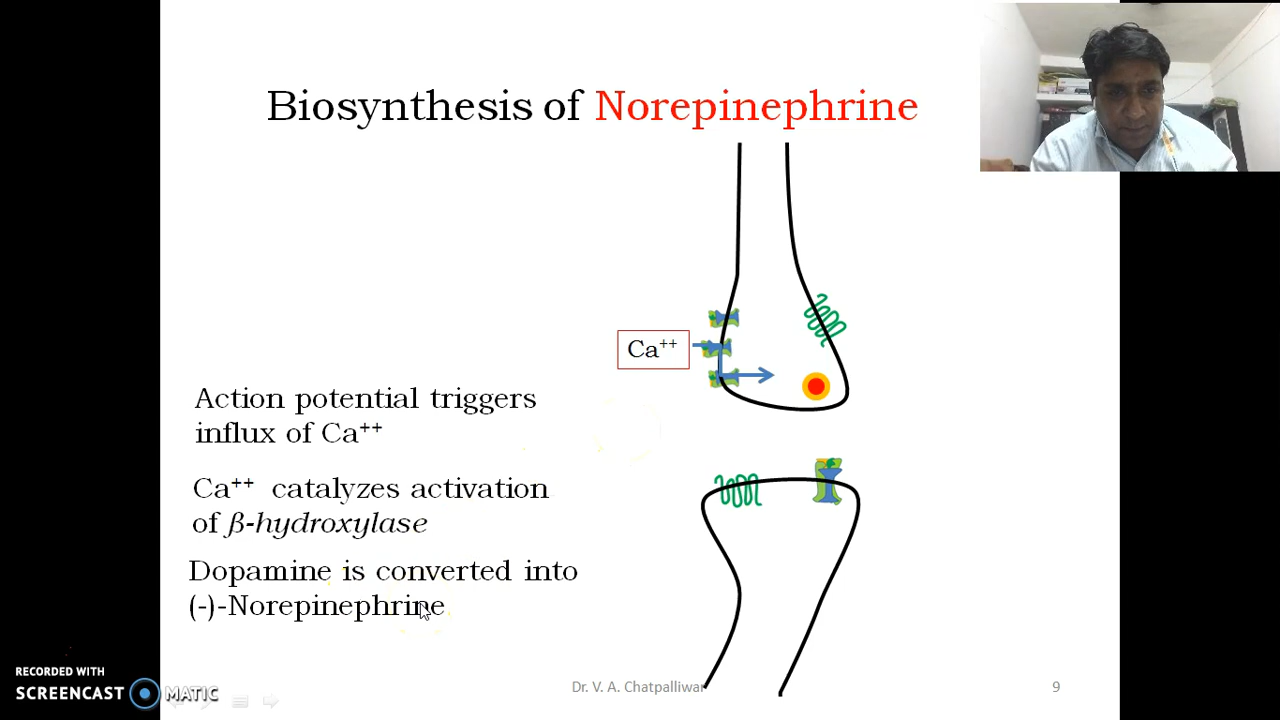 Biosynthesis of Norepinephrine
Ca⁺⁺
Action potential triggers
influx of Ca⁺⁺
Ca⁺⁺ catalyzes activation
of ß-hydroxylase
Dopamine is converted into
(-)-Norepinephrine
RECORDED WITH
SCREENCAST MATIC
Dr. V. A. Chatpalliwar
9